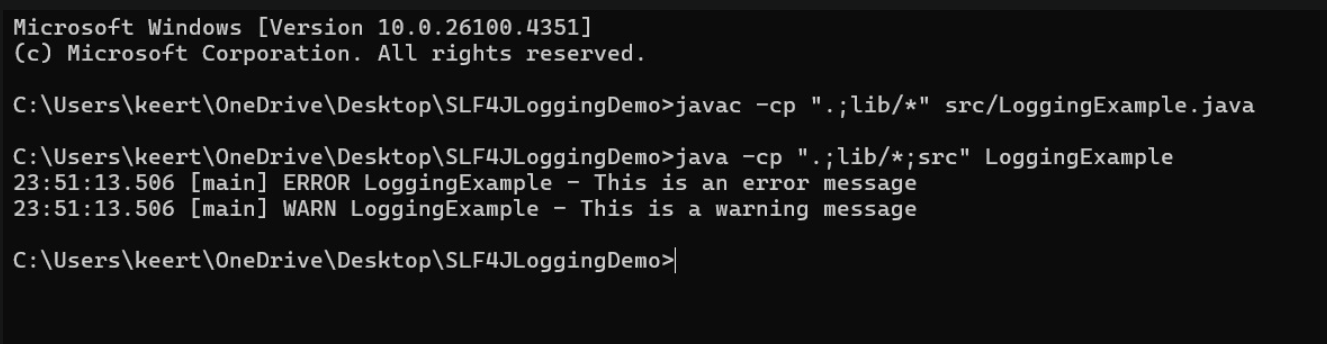 Microsoft Windows [Version 10.0.26100.4351]
(c) Microsoft Corporation. All rights reserved.
C:\Users\keert\OneDrive\Desktop\SLF4JLoggingDemo>javac -cp ".;lib/*" src/LoggingExample.java
C:\Users\keert\OneDrive\Desktop\SLF4JLoggingDemo>java -cp ".;lib/*;src" LoggingExample
23:51:13.506 [main] ERROR LoggingExample - This is an error message
23:51:13.506 [main] WARN LoggingExample - This is a warning message
C:\Users\keert\OneDrive\Desktop\SLF4JLoggingDemo>